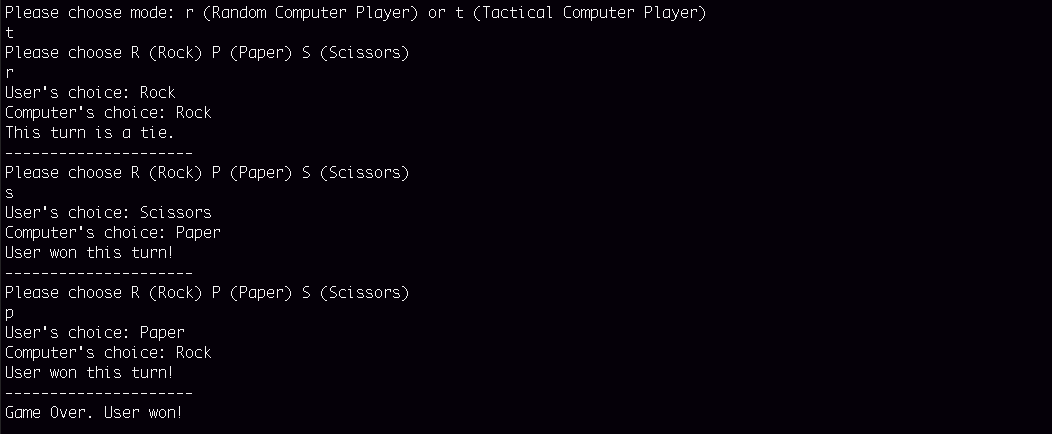 Please choose mode: r (Random Computer Player) or t (Tactical Computer Player)
t
Please choose R (Rock) P (Paper) S (Scissors)
r
User's choice: Rock
Computer's choice: Rock
This turn is a tie.
---------------------
Please choose R (Rock) P (Paper) S (Scissors)
s
User's choice: Scissors
Computer's choice: Paper
User won this turn!
---------------------
Please choose R (Rock) P (Paper) S (Scissors)
p
User's choice: Paper
Computer's choice: Rock
User won this turn!
---------------------
Game Over. User won!